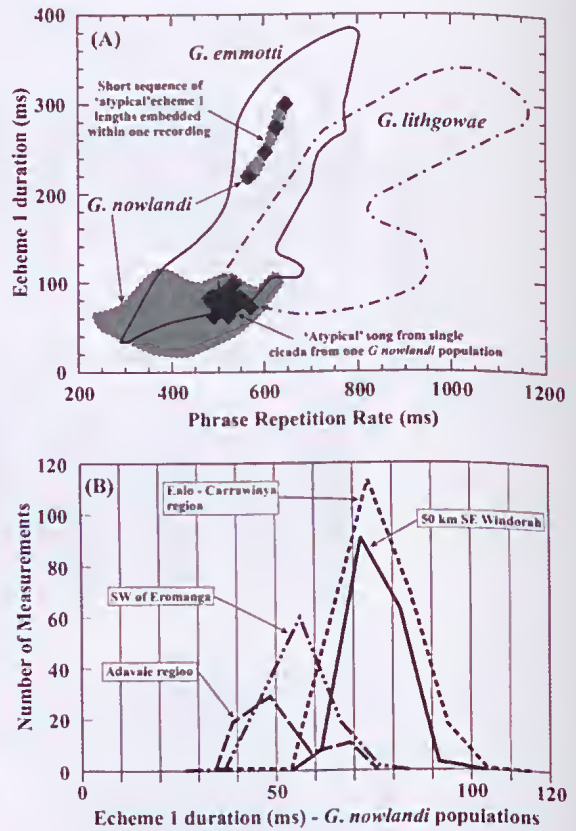 (A)
G. emmotti
Short sequence of
'atypical'echeme 1
lengths embedded
within one recording
G. lithgowae
G. nowlandi
'Atypical' song from single
cicada from one G nowlandi population
Echeme 1 duration (ms)
400
300
200
100
0
200
400
600
800
1000
1200
Phrase Repetition Rate (ms)
(B)
Eulo - Carrawinya
region
50 km SE Windorah
SW of Eromanga
Adavale region
Number of Measurements
120
100
80
60
40
20
0
0
50
100
120
Echeme 1 duration (ms) - G. nowlandi populations